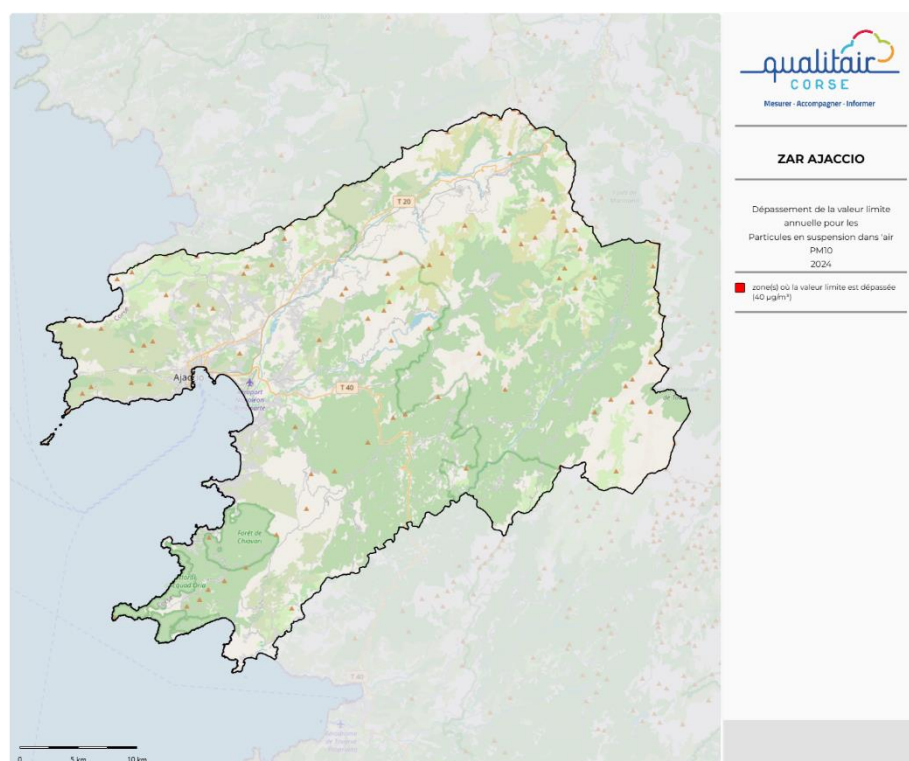 qualitair
CORSE
Mesurer - Accompagner - Informer
ZAR AJACCIO
Dépassement de la valeur limite
annuelle pour les
Particules en suspension dans 'air
PM10
2024
zone(s) où la valeur limite est dépassée
(40 µg/m³)
T 20
T 40
Forêt de
Chiavari
T 40
0 5 km 10 km